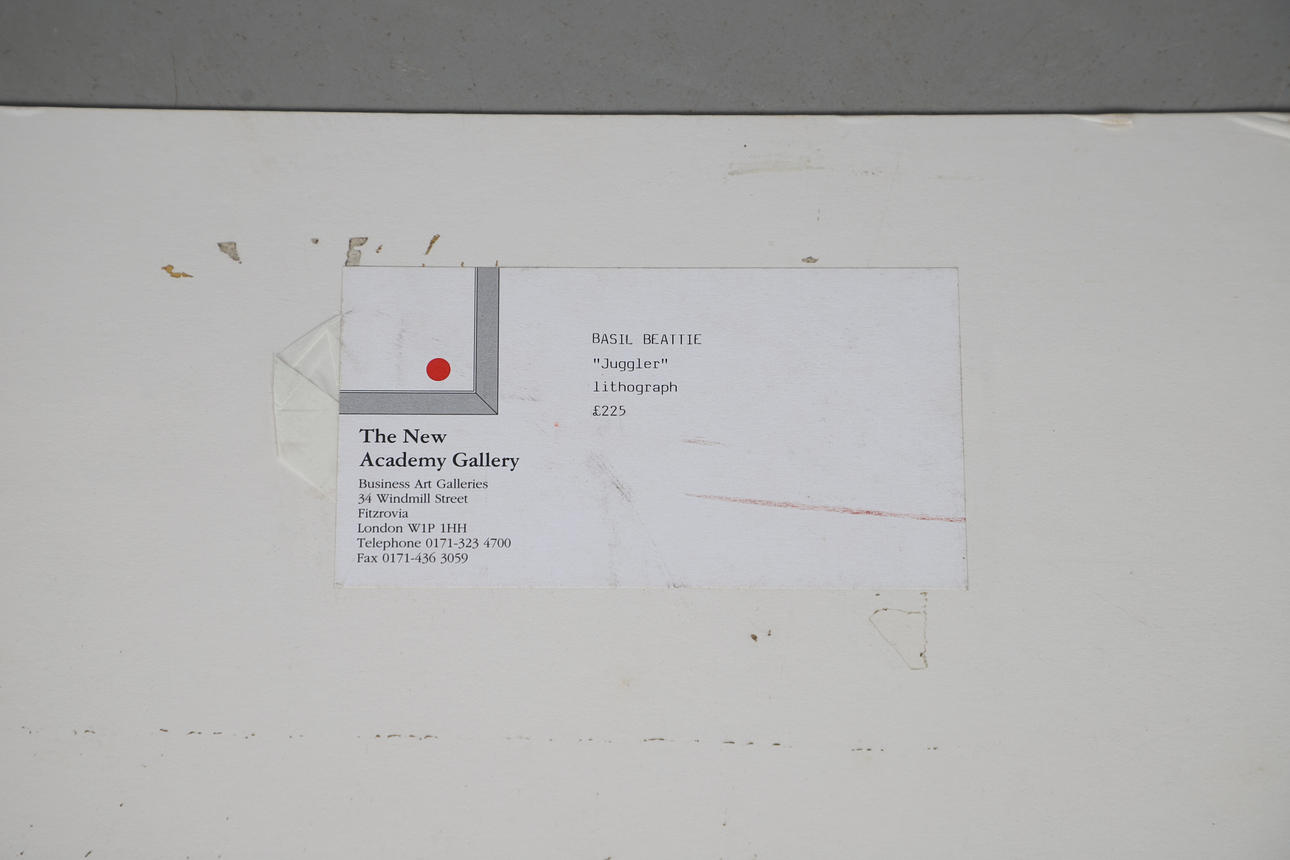 BASIL BEATTIE
"Juggler"
lithograph
£225
The New
Academy Gallery
Business Art Galleries
34 Windmill Street
Fitzrovia
London W1P 1HH
Telephone 0171-323 4700
Fax 0171-436 3059